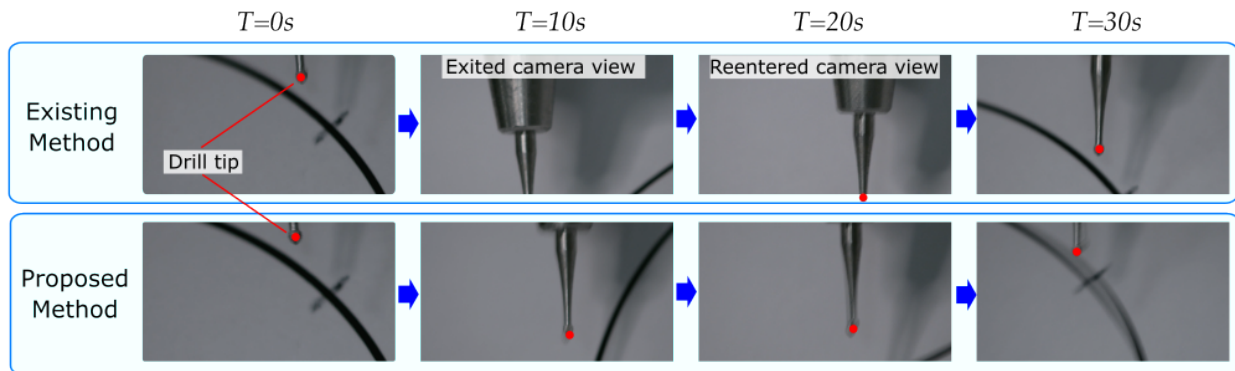 T=0s T=10s T=20s T=30s
Existing
Method
Exited camera view
Reentered camera view
Drill tip
Proposed
Method